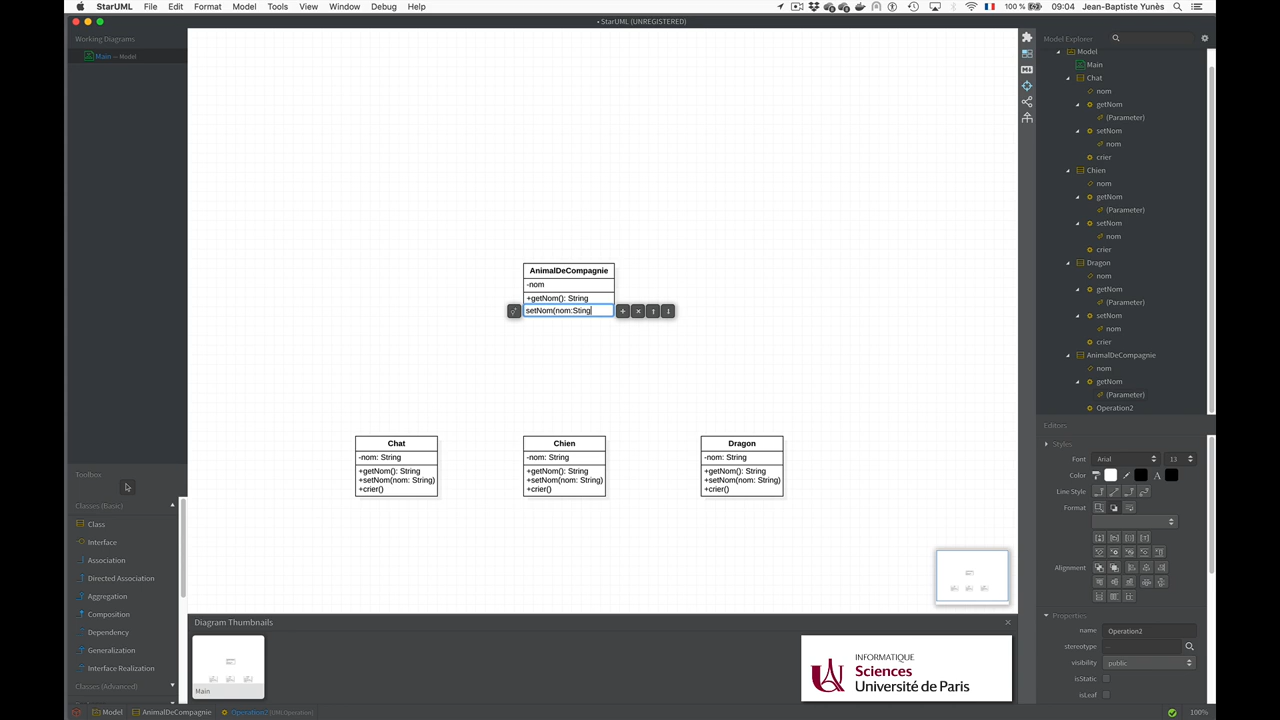 StarUML File Edit Format Model Tools View Window Debug Help 100 % 09:04 Jean-Baptiste Yunès
• StarUML (UNREGISTERED)
Working Diagrams
Main — Model
Model Explorer
Model
Main
Chat
nom
getNom
(Parameter)
setNom
nom
crier
Chien
nom
getNom
(Parameter)
setNom
nom
crier
Dragon
nom
getNom
(Parameter)
setNom
nom
crier
AnimalDeCompagnie
nom
getNom
(Parameter)
Operation2
AnimalDeCompagnie
-nom
+getNom(): String
setNom(nom:Sting
Chat
-nom: String
+getNom(): String
+setNom(nom: String)
+crier()
Chien
-nom: String
+getNom(): String
+setNom(nom: String)
+crier()
Dragon
-nom: String
+getNom(): String
+setNom(nom: String)
+crier()
Toolbox
Classes (Basic)
Class
Interface
Association
Directed Association
Aggregation
Composition
Dependency
Generalization
Interface Realization
Classes (Advanced)
Editors
Styles
Font Arial 13
Color
Line Style
Format
Alignment
Properties
name Operation2
stereotype
visibility public
isStatic
isLeaf
Diagram Thumbnails
Main
INFORMATIQUE
Sciences
Université de Paris
Model AnimalDeCompagnie Operation2 100%